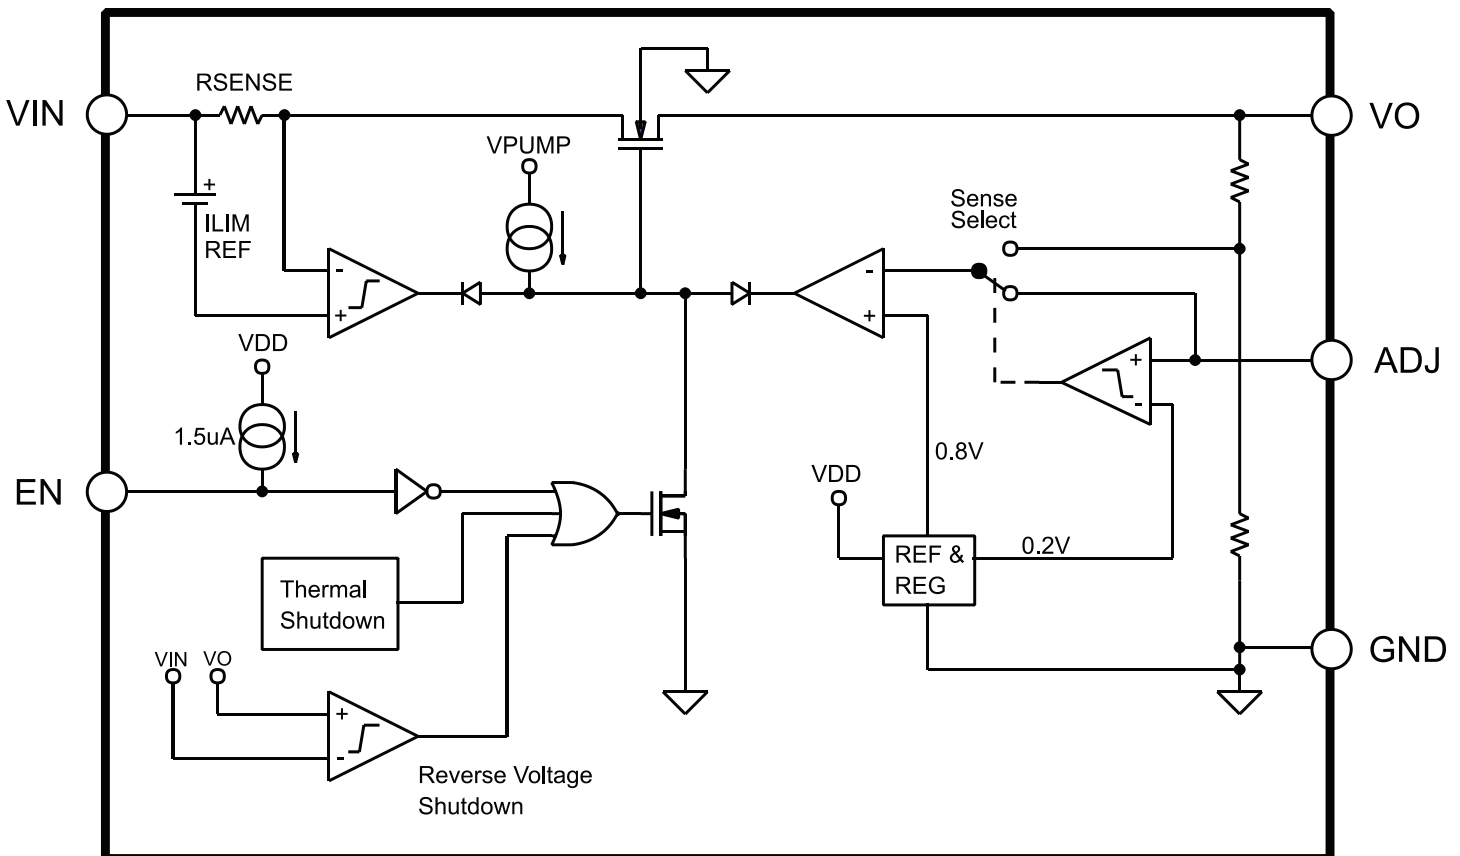 RSENSE
VIN
VO
VPUMP
+
ILIM
REF
Sense
Select
-
+
-
+
VDD
ADJ
+
-
1.5uA
0.8V
EN
VDD
0.2V
REF &
REG
Thermal
Shutdown
GND
VIN
VO
+
-
Reverse Voltage
Shutdown